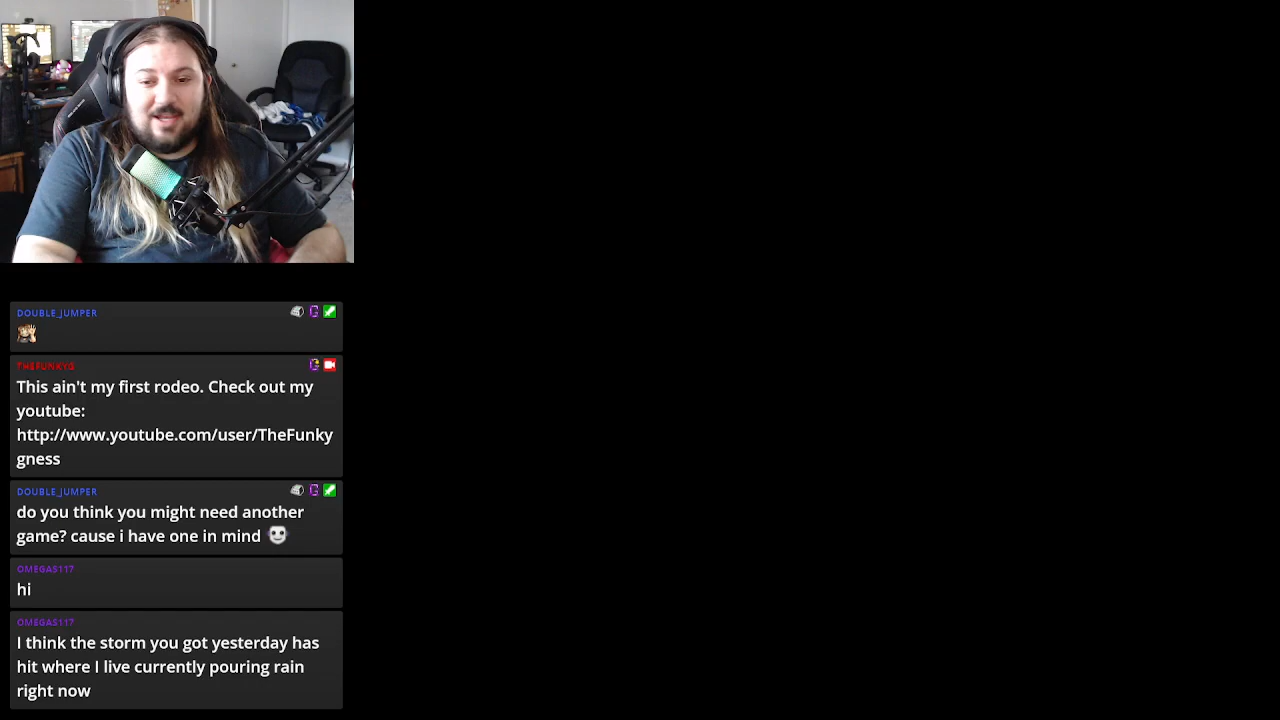 DOUBLE_JUMPER
THEFUNKYG
This ain't my first rodeo. Check out my
youtube:
http://www.youtube.com/user/TheFunky
gness
DOUBLE_JUMPER
do you think you might need another
game? cause i have one in mind
OMEGAS117
hi
OMEGAS117
I think the storm you got yesterday has
hit where I live currently pouring rain
right now